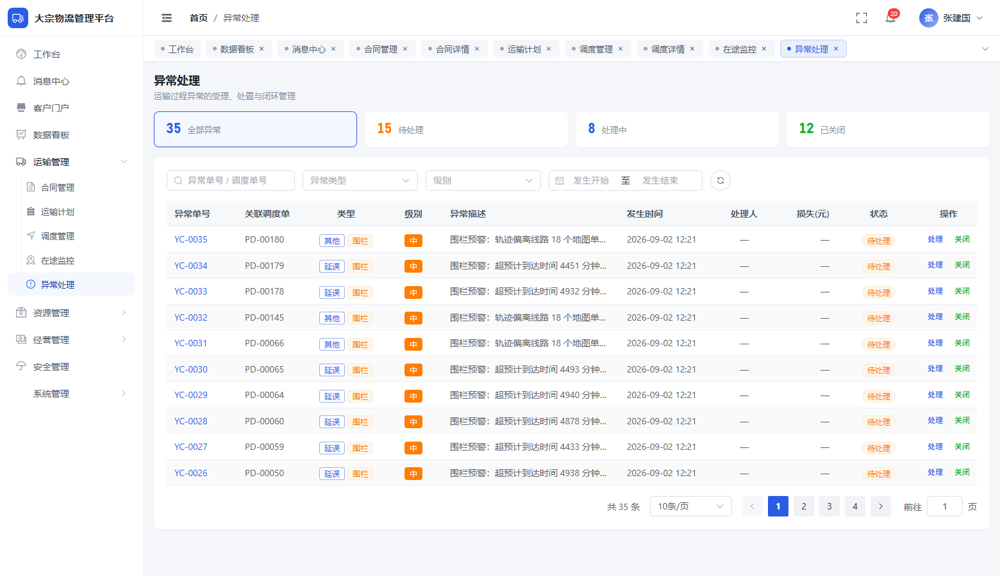 大宗物流管理平台
首页 / 异常处理
20
张 张建国
工作台
消息中心
客户门户
数据看板
运输管理
合同管理
运输计划
调度管理
在途监控
异常处理
资源管理
经营管理
安全管理
系统管理
工作台 数据看板 × 消息中心 × 合同管理 × 合同详情 × 运输计划 × 调度管理 × 调度详情 × 在途监控 × 异常处理 ×
异常处理
运输过程异常的受理、处置与闭环管理
35 全部异常
15 待处理
8 处理中
12 已关闭
异常单号 / 调度单号 异常类型 级别 发生开始 至 发生结束
异常单号 关联调度单 类型 级别 异常描述 发生时间 处理人 损失(元) 状态 操作
YC-0035 PD-00180 其他 围栏 中 围栏预警：轨迹偏离线路 18 个地图单... 2026-09-02 12:21 — — 待处理 处理 关闭
YC-0034 PD-00179 延误 围栏 中 围栏预警：超预计到达时间 4451 分钟... 2026-09-02 12:21 — — 待处理 处理 关闭
YC-0033 PD-00178 延误 围栏 中 围栏预警：超预计到达时间 4932 分钟... 2026-09-02 12:21 — — 待处理 处理 关闭
YC-0032 PD-00145 其他 围栏 中 围栏预警：轨迹偏离线路 18 个地图单... 2026-09-02 12:21 — — 待处理 处理 关闭
YC-0031 PD-00066 其他 围栏 中 围栏预警：轨迹偏离线路 18 个地图单... 2026-09-02 12:21 — — 待处理 处理 关闭
YC-0030 PD-00065 延误 围栏 中 围栏预警：超预计到达时间 4493 分钟... 2026-09-02 12:21 — — 待处理 处理 关闭
YC-0029 PD-00064 延误 围栏 中 围栏预警：超预计到达时间 4940 分钟... 2026-09-02 12:21 — — 待处理 处理 关闭
YC-0028 PD-00060 延误 围栏 中 围栏预警：超预计到达时间 4878 分钟... 2026-09-02 12:21 — — 待处理 处理 关闭
YC-0027 PD-00059 延误 围栏 中 围栏预警：超预计到达时间 4433 分钟... 2026-09-02 12:21 — — 待处理 处理 关闭
YC-0026 PD-00050 延误 围栏 中 围栏预警：超预计到达时间 4938 分钟... 2026-09-02 12:21 — — 待处理 处理 关闭
共 35 条 10条/页 1 2 3 4 前往 1 页